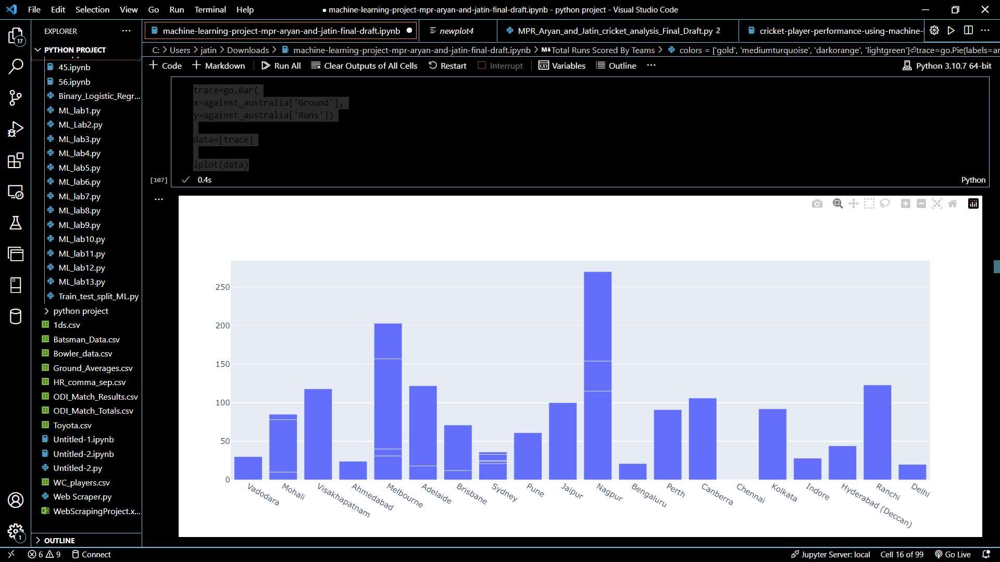 File Edit Selection View Go Run Terminal Help
● machine-learning-project-mpr-aryan-and-jatin-final-draft.ipynb - python project - Visual Studio Code
17
EXPLORER
machine-learning-project-mpr-aryan-and-jatin-final-draft.ipynb
newplot4
MPR_Aryan_and_Jatin_cricket_analysis_Final_Draft.py 2
cricket-player-performance-using-machine-
C: > Users > jatin > Downloads > machine-learning-project-mpr-aryan-and-jatin-final-draft.ipynb > M↓Total Runs Scored By Teams > colors = ['gold', 'mediumturquoise', 'darkorange', 'lightgreen']⏎trace=go.Pie(labels=ar
+ Code + Markdown Run All Clear Outputs of All Cells Restart Interrupt Variables Outline ···
Python 3.10.7 64-bit
PYTHON PROJECT
45.ipynb
56.ipynb
Binary_Logistic_Regr...
ML_lab1.py
ML_Lab2.py
ML_lab3.py
ML_lab4.py
ML_lab5.py
ML_lab6.py
ML_lab7.py
ML_lab8.py
ML_lab9.py
ML_lab10.py
ML_lab11.py
ML_lab12.py
ML_lab13.py
Train_test_split_ML.py
python project
1ds.csv
Batsman_Data.csv
Bowler_data.csv
Ground_Averages.csv
HR_comma_sep.csv
ODI_Match_Results.csv
ODI_Match_Totals.csv
Toyota.csv
Untitled-1.ipynb
Untitled-2.ipynb
Untitled-2.py
WC_players.csv
Web Scraper.py
WebScrapingProject.x...
OUTLINE
1
trace=go.Bar(
x=against_australia['Ground'],
y=against_australia['Runs'])
data=[trace]
iplot(data)
[107]
0.4s
Python
250
200
150
100
50
0
Vadodara
Mohali
Visakhapatnam
Ahmedabad
Melbourne
Adelaide
Brisbane
Sydney
Pune
Jaipur
Nagpur
Bengaluru
Perth
Canberra
Chennai
Kolkata
Indore
Hyderabad (Deccan)
Ranchi
Delhi
6 9 Connect
Jupyter Server: local
Cell 16 of 99
Go Live